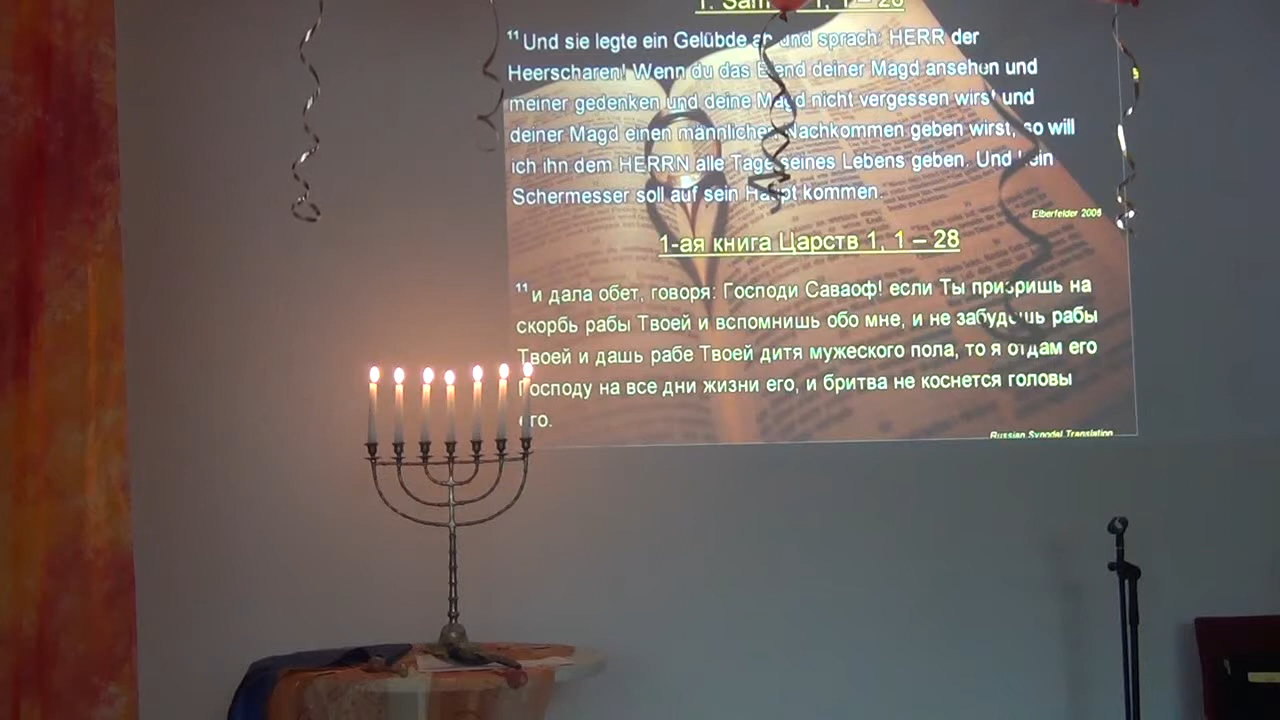 1. Sam 1, 1 – 28
¹¹ Und sie legte ein Gelübde ab und sprach: HERR der
Heerscharen! Wenn du das Elend deiner Magd ansehen und
meiner gedenken und deine Magd nicht vergessen wirst und
deiner Magd einen männlichen Nachkommen geben wirst, so will
ich ihn dem HERRN alle Tage seines Lebens geben. Und kein
Schermesser soll auf sein Haupt kommen.
Elberfelder 2006
1-ая книга Царств 1, 1 – 28
¹¹ и дала обет, говоря: Господи Саваоф! если Ты призришь на
скорбь рабы Твоей и вспомнишь обо мне, и не забудешь рабы
Твоей и дашь рабе Твоей дитя мужеского пола, то я отдам его
Господу на все дни жизни его, и бритва не коснется головы
его.
Russian Synodal Translation